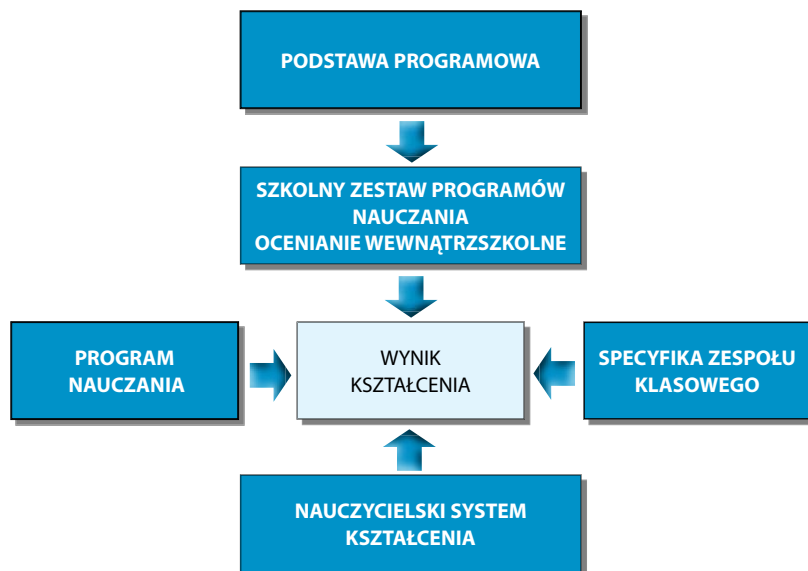 PODSTAWA PROGRAMOWA
SZKOLNY ZESTAW PROGRAMÓW
NAUCZANIA
OCENIANIE WEWNĄTRZSZKOLNE
PROGRAM
NAUCZANIA
WYNIK
KSZTAŁCENIA
SPECYFIKA ZESPOŁU
KLASOWEGO
NAUCZYCIELSKI SYSTEM
KSZTAŁCENIA